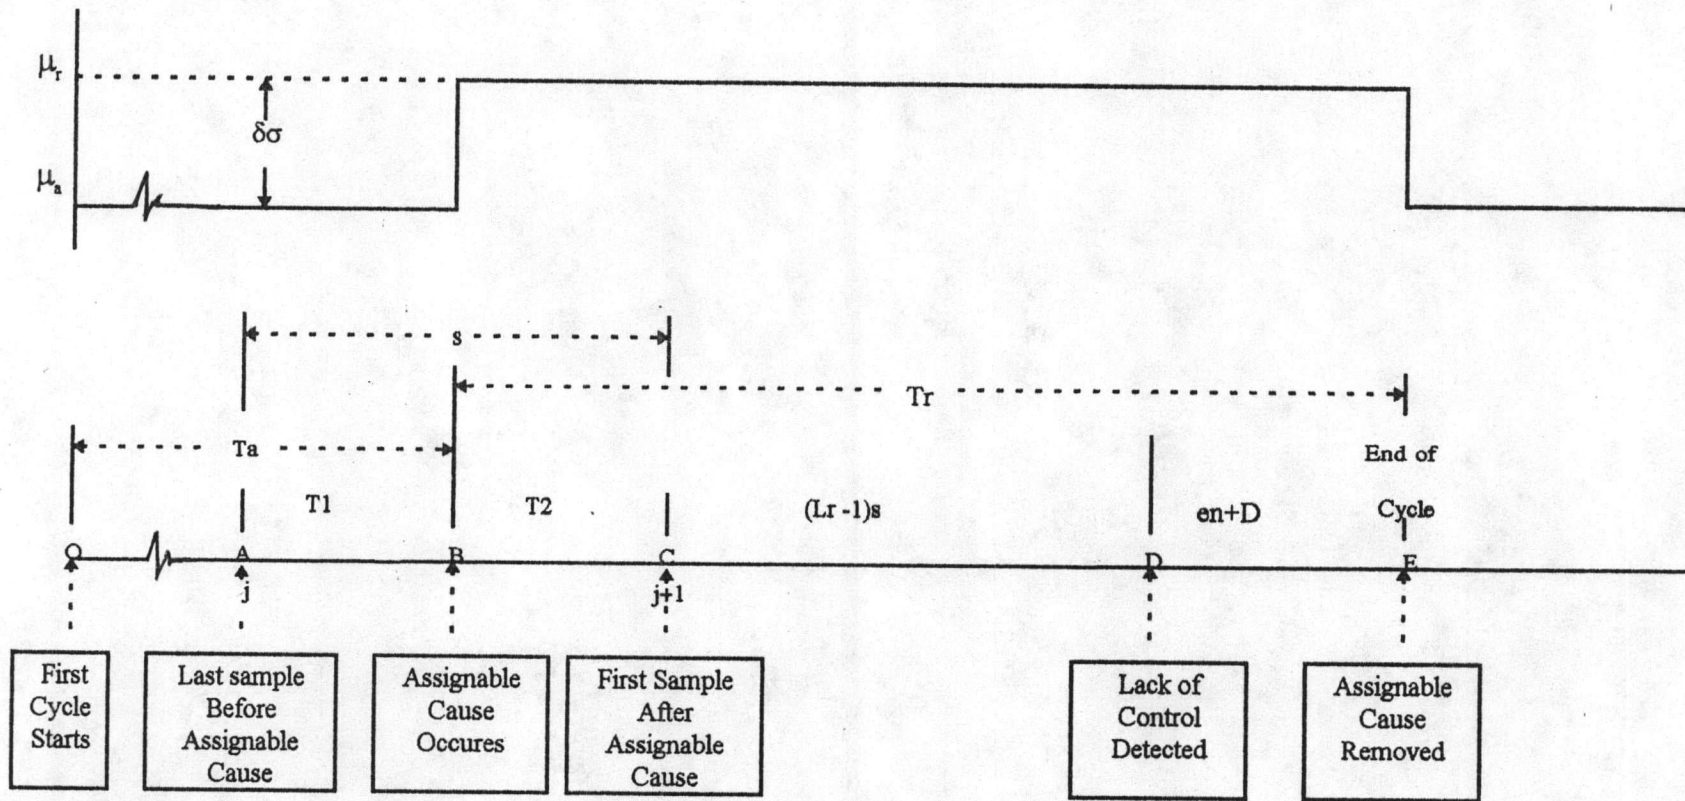 μr
δσ
μa
s
Tr
Ta
End of
T1
T2
(Lr -1)s
en+D
Cycle
O
A
B
C
D
E
j
j+1
First
Cycle
Starts
Last sample
Before
Assignable
Cause
Assignable
Cause
Occures
First Sample
After
Assignable
Cause
Lack of
Control
Detected
Assignable
Cause
Removed